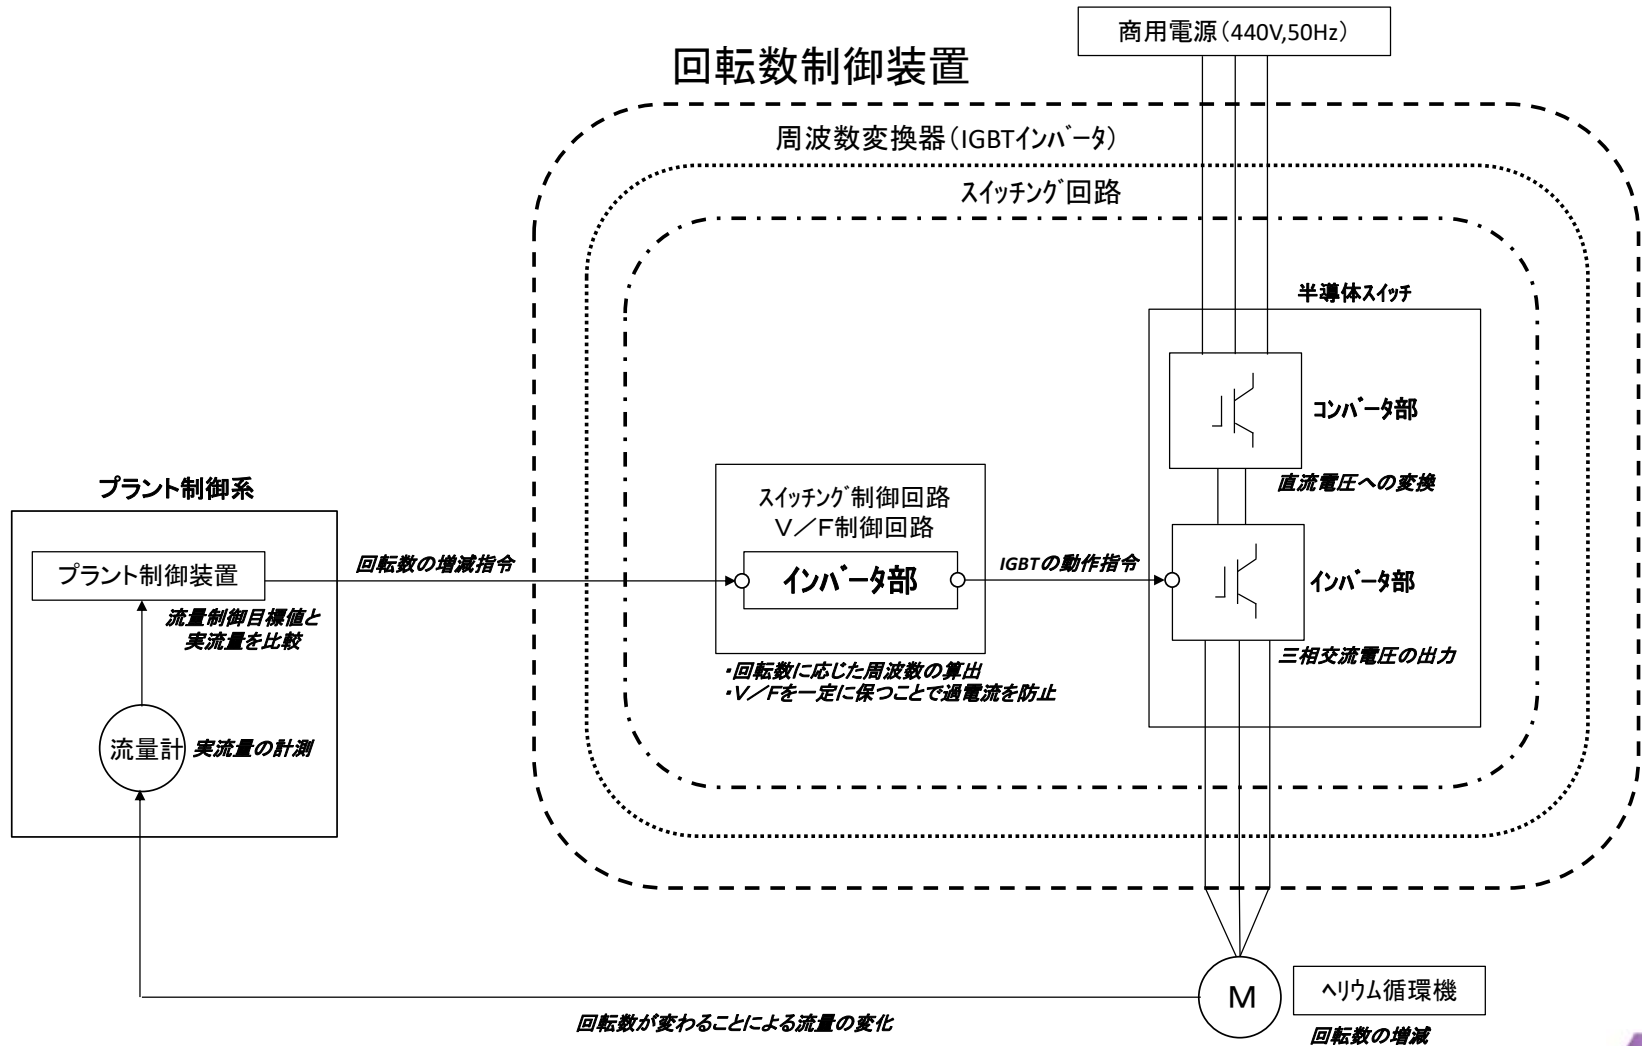 商用電源（440V,50Hz）
回転数制御装置
周波数変換器（IGBTｲﾝﾊﾞｰﾀ）
ｽｲｯﾁﾝｸﾞ回路
半導体ｽｲｯﾁ
ｺﾝﾊﾞｰﾀ部
直流電圧への変換
プラント制御系
ｽｲｯﾁﾝｸﾞ制御回路
Ｖ／Ｆ制御回路
プラント制御装置
回転数の増減指令
ｲﾝﾊﾞｰﾀ部
IGBTの動作指令
ｲﾝﾊﾞｰﾀ部
流量制御目標値と
実流量を比較
三相交流電圧の出力
・回転数に応じた周波数の算出
・Ｖ／Ｆを一定に保つことで過電流を防止
流量計
実流量の計測
M
ﾍﾘｳﾑ循環機
回転数が変わることによる流量の変化
回転数の増減